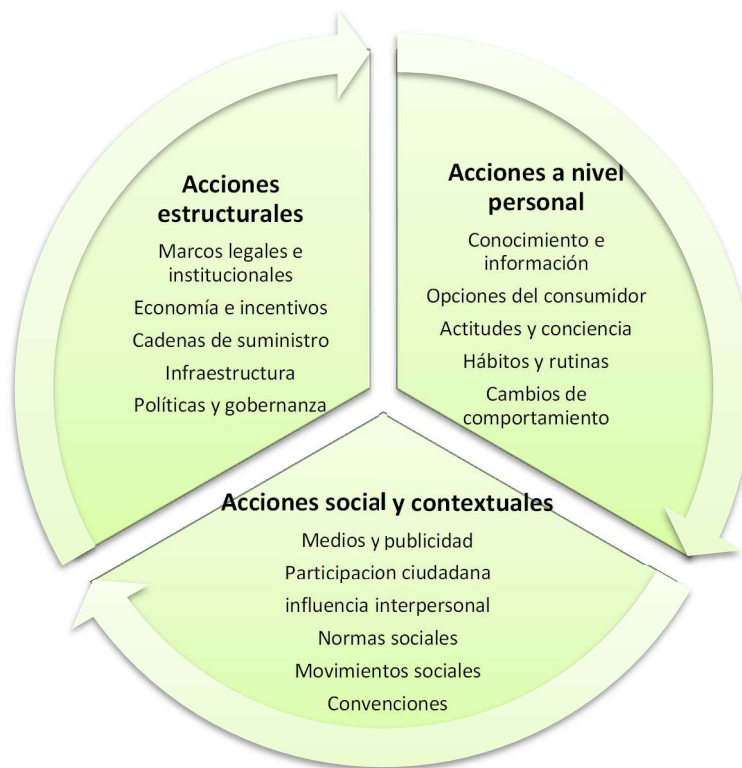 Acciones
estructurales
Marcos legales e
institucionales
Economía e incentivos
Cadenas de suministro
Infraestructura
Políticas y gobernanza
Acciones a nivel
personal
Conocimiento e
información
Opciones del consumidor
Actitudes y conciencia
Hábitos y rutinas
Cambios de
comportamiento
Acciones social y contextuales
Medios y publicidad
Participacion ciudadana
influencia interpersonal
Normas sociales
Movimientos sociales
Convenciones